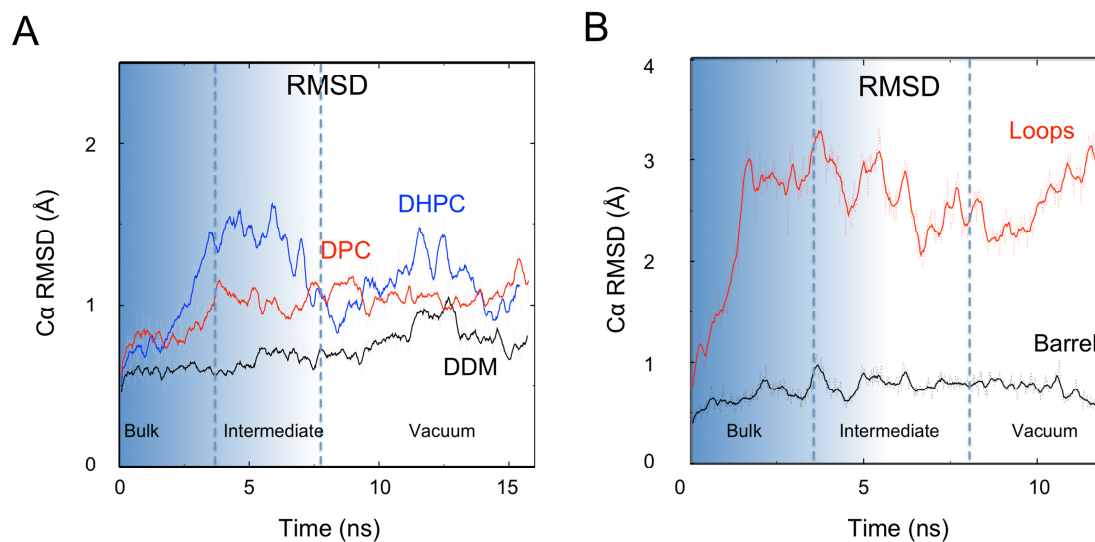 A
RMSD
Cα RMSD (Å)
2
1
0
DHPC
DPC
DDM
Bulk
Intermediate
Vacuum
0
5
10
15
Time (ns)
B
RMSD
Cα RMSD (Å)
4
3
2
1
0
Loops
Barrel
Bulk
Intermediate
Vacuum
0
5
10
Time (ns)